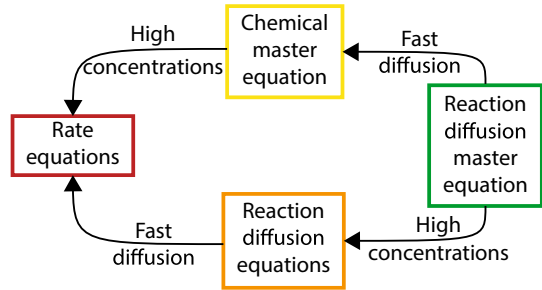 Chemical
master
equation
High
concentrations
Fast
diffusion
Rate
equations
Reaction
diffusion
master
equation
Reaction
diffusion
equations
Fast
diffusion
High
concentrations